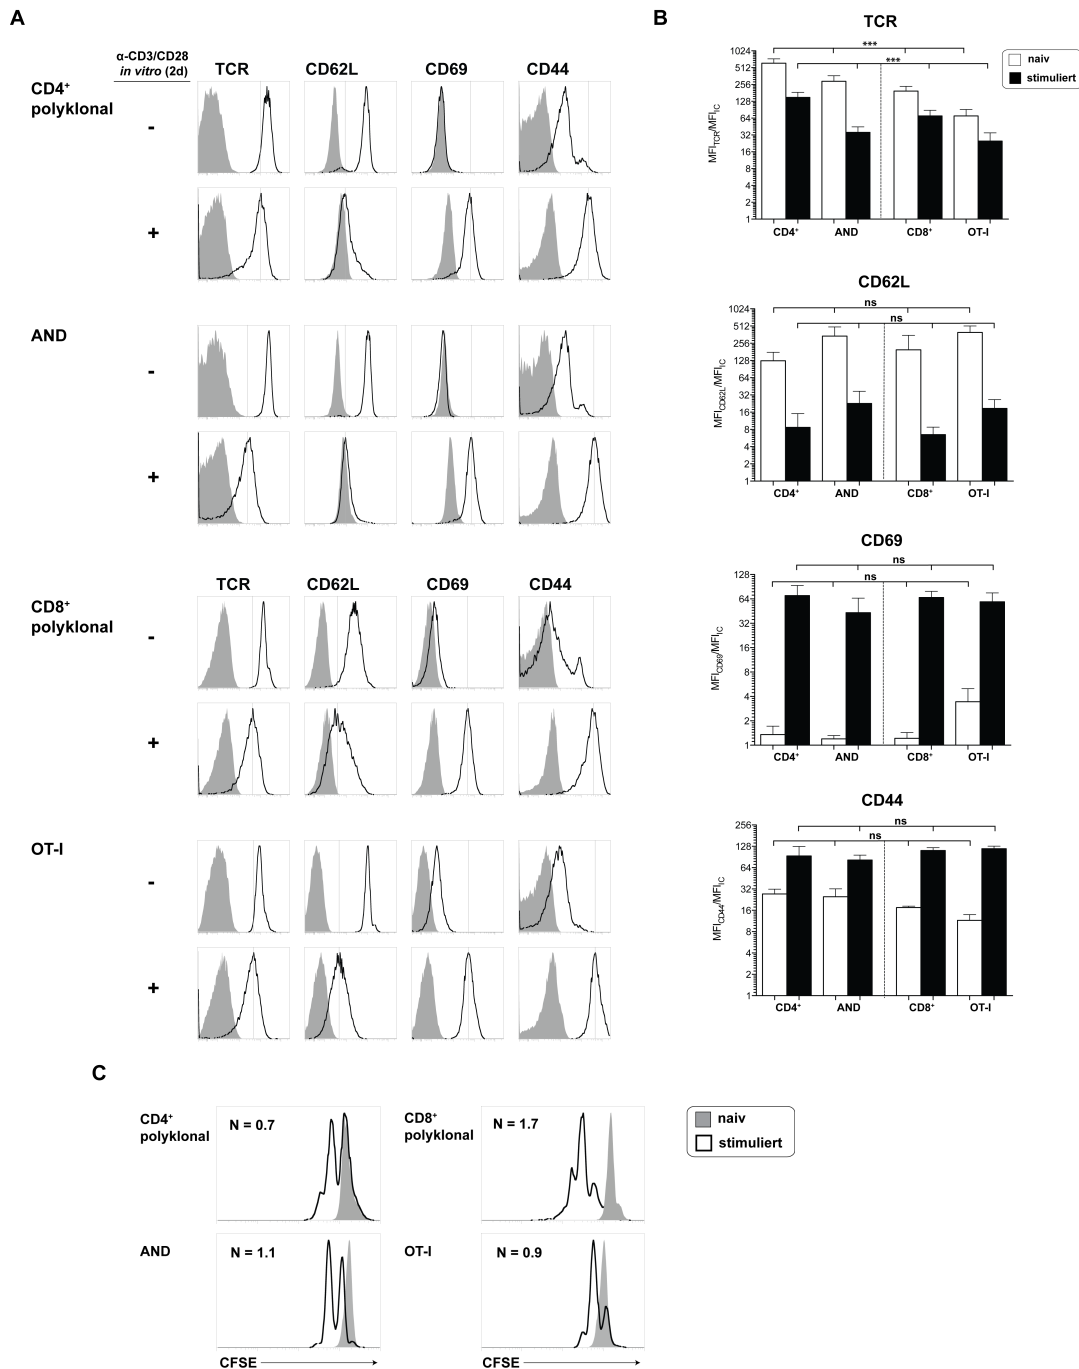 A
α-CD3/CD28
in vitro (2d)
TCR CD62L CD69 CD44
CD4+
polyklonal
-
+
AND
-
+
TCR CD62L CD69 CD44
CD8+
polyklonal
-
+
OT-I
-
+
B
TCR
naiv
stimuliert
***
***
1024
512
256
128
64
32
16
8
4
2
1
MFITCR/MFIIC
CD4+ AND CD8+ OT-I
CD62L
ns
ns
1024
512
256
128
64
32
16
8
4
2
1
MFICD62L/MFIIC
CD4+ AND CD8+ OT-I
CD69
ns
ns
128
64
32
16
8
4
2
1
MFICD69/MFIIC
CD4+ AND CD8+ OT-I
CD44
ns
ns
256
128
64
32
16
8
4
2
1
MFICD44/MFIIC
CD4+ AND CD8+ OT-I
C
CD4+
polyklonal
N = 0.7
CD8+
polyklonal
N = 1.7
naiv
stimuliert
AND
N = 1.1
OT-I
N = 0.9
CFSE
CFSE